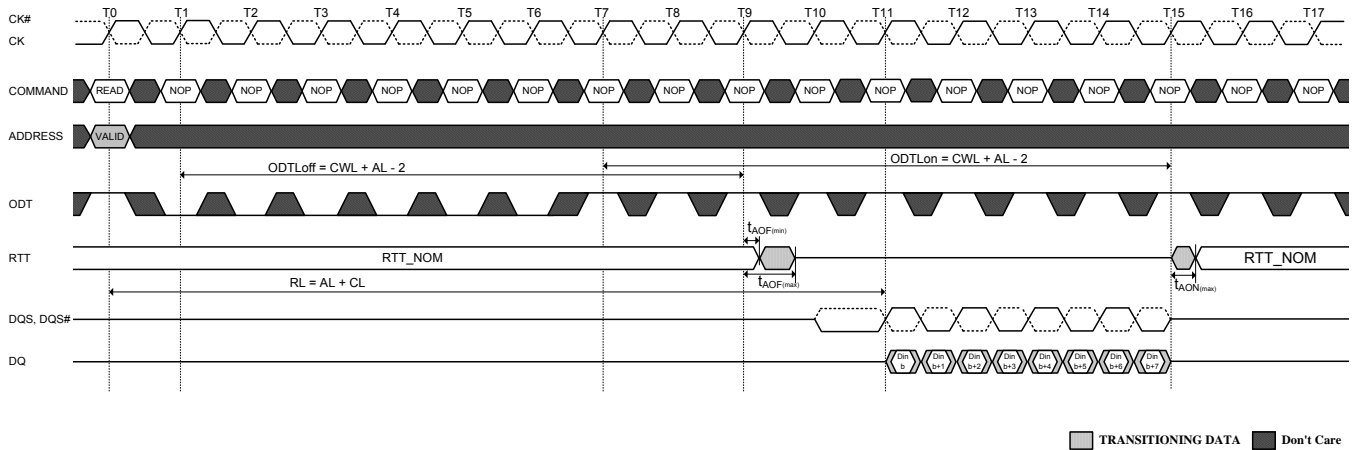 T0 T1 T2 T3 T4 T5 T6 T7 T8 T9 T10 T11 T12 T13 T14 T15 T16 T17
CK#
CK
COMMAND READ NOP NOP NOP NOP NOP NOP NOP NOP NOP NOP NOP NOP NOP NOP NOP NOP NOP
ADDRESS VALID
ODTLoff = CWL + AL - 2 ODTLon = CWL + AL - 2
ODT
tAOF(min)
RTT RTT_NOM RTT_NOM
tAOF(max) tAON(max)
RL = AL + CL
DQS, DQS#
DQ Din b Din b+1 Din b+2 Din b+3 Din b+4 Din b+5 Din b+6 Din b+7
TRANSITIONING DATA Don't Care